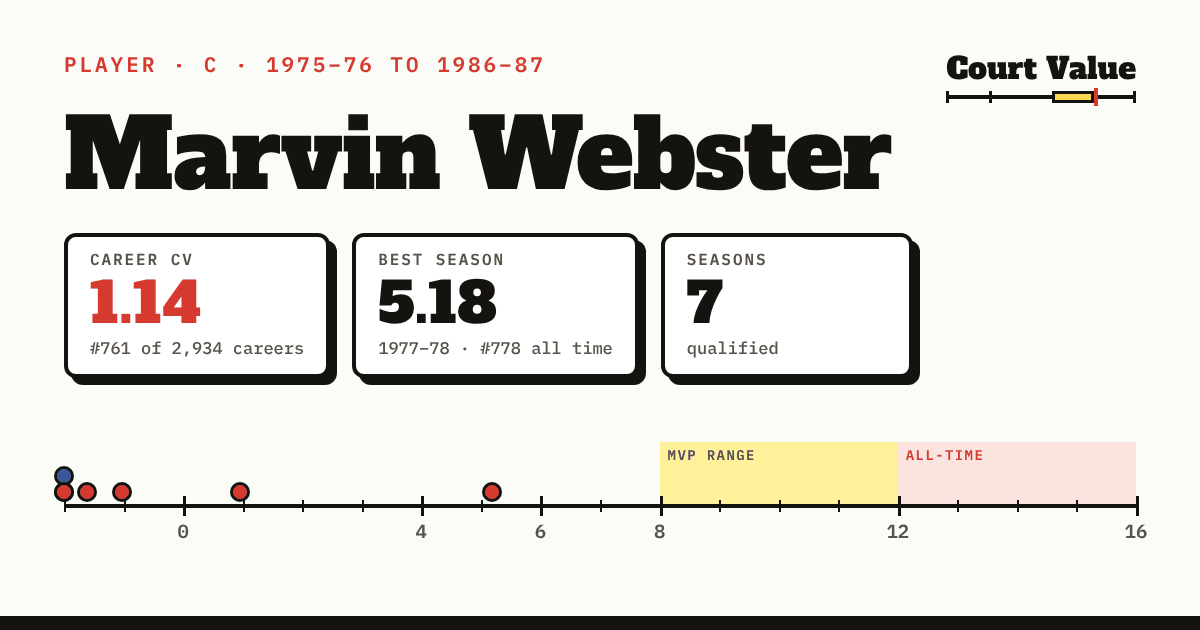 PLAYER · C · 1975–76 TO 1986–87
Court Value
Marvin Webster
CAREER CV
1.14
#761 of 2,934 careers
BEST SEASON
5.18
1977–78 · #778 all time
SEASONS
7
qualified
MVP RANGE
ALL-TIME
0 4 6 8 12 16